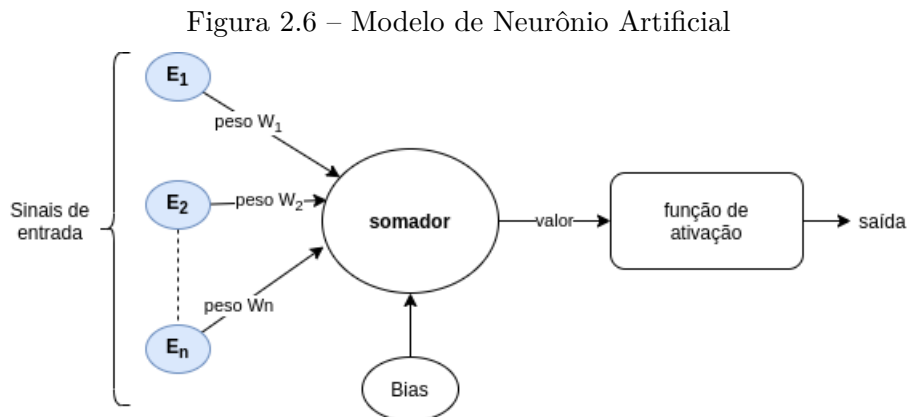 Figura 2.6 – Modelo de Neurônio Artificial
E1
peso W1
Sinais de
entrada
E2
peso W2
somador
valor
função de
ativação
saída
peso Wn
En
Bias